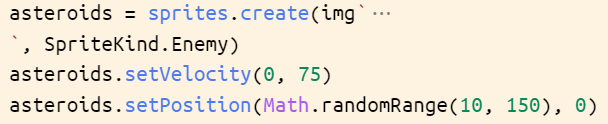 asteroids = sprites.create(img`···
`, SpriteKind.Enemy)
asteroids.setVelocity(0, 75)
asteroids.setPosition(Math.randomRange(10, 150), 0)